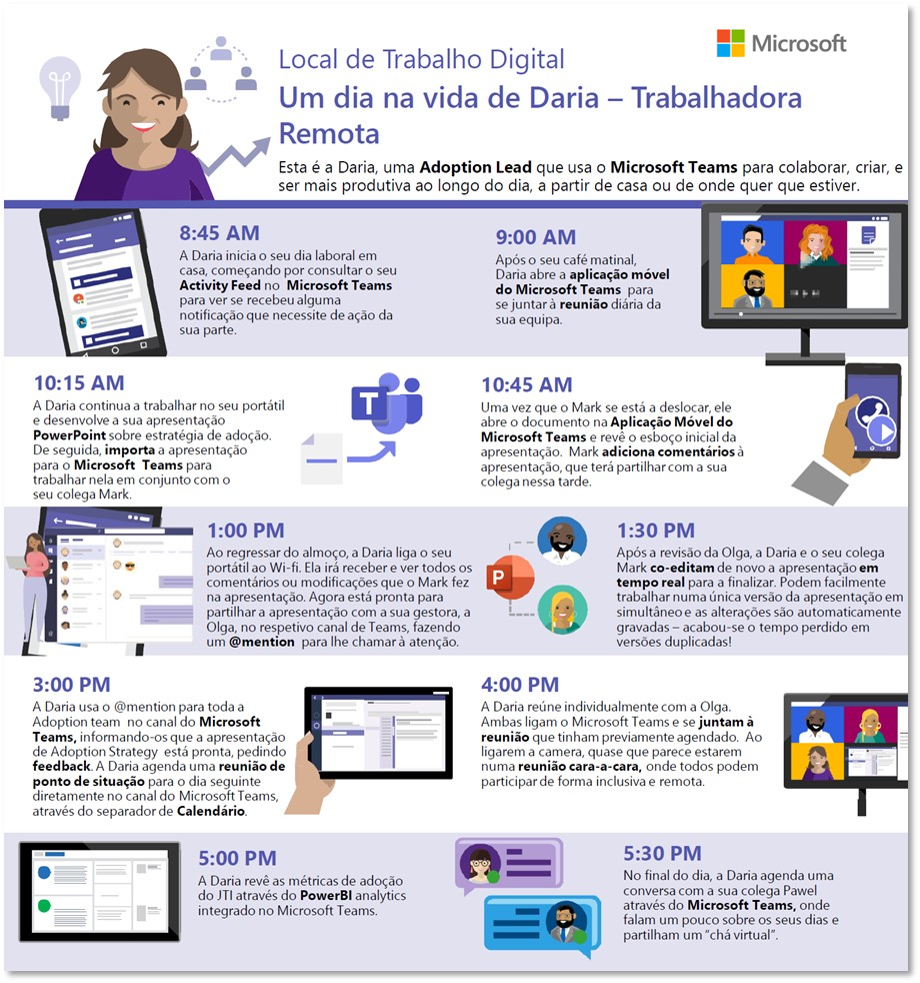 Microsoft
Local de Trabalho Digital
Um dia na vida de Daria – Trabalhadora
Remota
Esta é a Daria, uma Adoption Lead que usa o Microsoft Teams para colaborar, criar, e
ser mais produtiva ao longo do dia, a partir de casa ou de onde quer que estiver.
8:45 AM
A Daria inicia o seu dia laboral em
casa, começando por consultar o seu
Activity Feed no Microsoft Teams
para ver se recebeu alguma
notificação que necessite de ação da
sua parte.
9:00 AM
Após o seu café matinal,
Daria abre a aplicação móvel
do Microsoft Teams para
se juntar à reunião diária da
sua equipa.
10:15 AM
A Daria continua a trabalhar no seu portátil
e desenvolve a sua apresentação
PowerPoint sobre estratégia de adoção.
De seguida, importa a apresentação
para o Microsoft Teams para
trabalhar nela em conjunto com o
seu colega Mark.
T
10:45 AM
Uma vez que o Mark se está a deslocar, ele
abre o documento na Aplicação Móvel do
Microsoft Teams e revê o esboço inicial da
apresentação. Mark adiciona comentários à
apresentação, que terá partilhar com a sua
colega nessa tarde.
1:00 PM
Ao regressar do almoço, a Daria liga o seu
portátil ao Wi-fi. Ela irá receber e ver todos os
comentários ou modificações que o Mark fez
na apresentação. Agora está pronta para
partilhar a apresentação com a sua gestora, a
Olga, no respetivo canal de Teams, fazendo
um @mention para lhe chamar à atenção.
P
1:30 PM
Após a revisão da Olga, a Daria e o seu colega
Mark co-editam de novo a apresentação em
tempo real para a finalizar. Podem facilmente
trabalhar numa única versão da apresentação em
simultâneo e as alterações são automaticamente
gravadas – acabou-se o tempo perdido em
versões duplicadas!
3:00 PM
A Daria usa o @mention para toda a
Adoption team no canal do Microsoft
Teams, informando-os que a apresentação
de Adoption Strategy está pronta, pedindo
feedback. A Daria agenda uma reunião de
ponto de situação para o dia seguinte
diretamente no canal do Microsoft Teams,
através do separador de Calendário.
4:00 PM
A Daria reúne individualmente com a Olga.
Ambas ligam o Microsoft Teams e se juntam à
reunião que tinham previamente agendado. Ao
ligarem a camera, quase que parece estarem
numa reunião cara-a-cara, onde todos podem
participar de forma inclusiva e remota.
5:00 PM
A Daria revê as métricas de adoção
do JTI através do PowerBI analytics
integrado no Microsoft Teams.
5:30 PM
No final do dia, a Daria agenda uma
conversa com a sua colega Pawel
através do Microsoft Teams, onde
falam um pouco sobre os seus dias e
partilham um “chá virtual”.